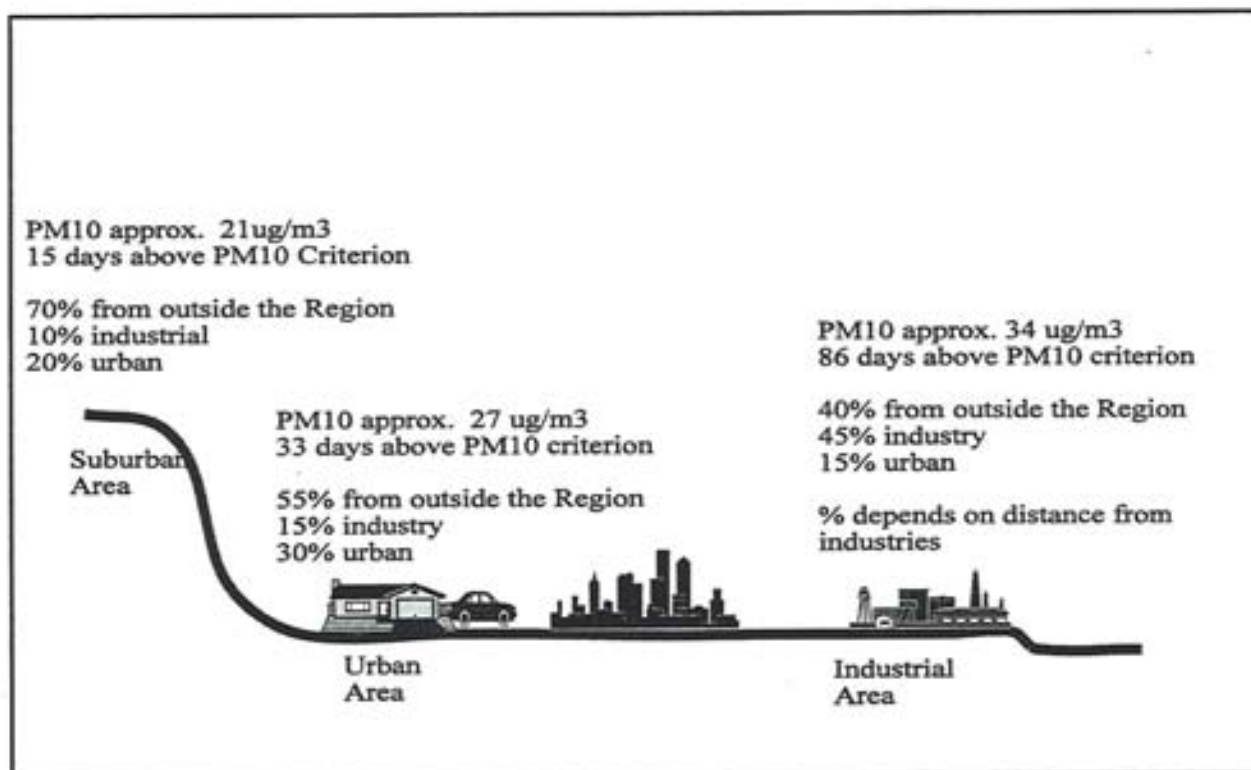 PM10 approx. 21ug/m3
15 days above PM10 Criterion
70% from outside the Region
10% industrial
20% urban
Suburban
Area
PM10 approx. 27 ug/m3
33 days above PM10 criterion
55% from outside the Region
15% industry
30% urban
Urban
Area
PM10 approx. 34 ug/m3
86 days above PM10 criterion
40% from outside the Region
45% industry
15% urban
% depends on distance from
industries
Industrial
Area